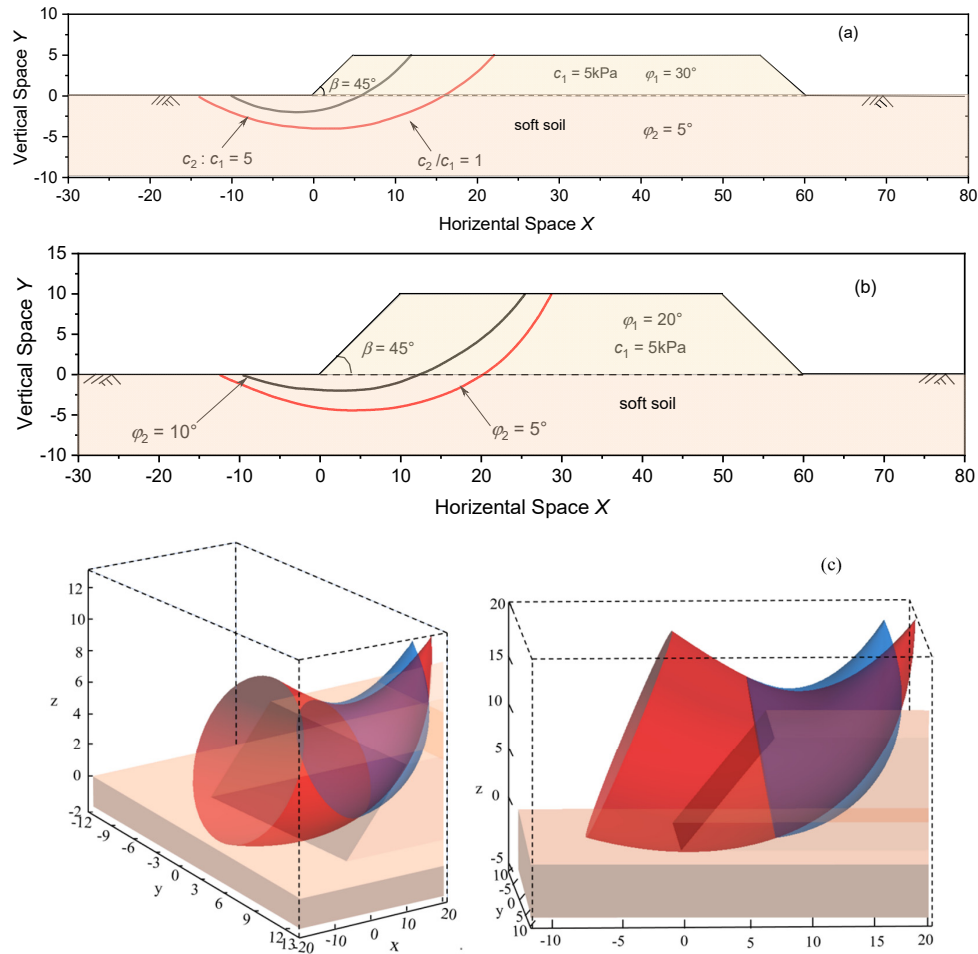 (a)
Vertical Space Y
10
5
0
-5
-10
β = 45°
c₁ = 5kPa φ₁ = 30°
soft soil φ₂ = 5°
c₂ : c₁ = 5
c₂ /c₁ = 1
-30 -20 -10 0 10 20 30 40 50 60 70 80
Horizental Space X
(b)
Vertical Space Y
15
10
5
0
-5
-10
β = 45°
φ₁ = 20°
c₁ = 5kPa
soft soil
φ₂ = 10°
φ₂ = 5°
-30 -20 -10 0 10 20 30 40 50 60 70 80
Horizental Space X
(c)
12
10
8
6
4
2
0
-2
z
-12 -9 -6 -3 0 3 6 9 12 13
y
-20 -10 0 10 20
x
20
15
10
5
0
-5
z
10 -5 0 5 10
y
-10 -5 0 5 10 15 20